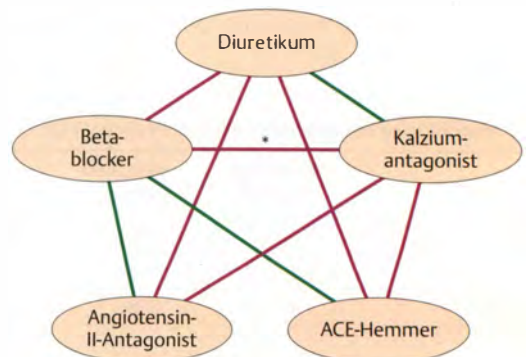 Diuretikum
Beta-
blocker
*
Kalzium-
antagonist
Angiotensin-
II-Antagonist
ACE-Hemmer